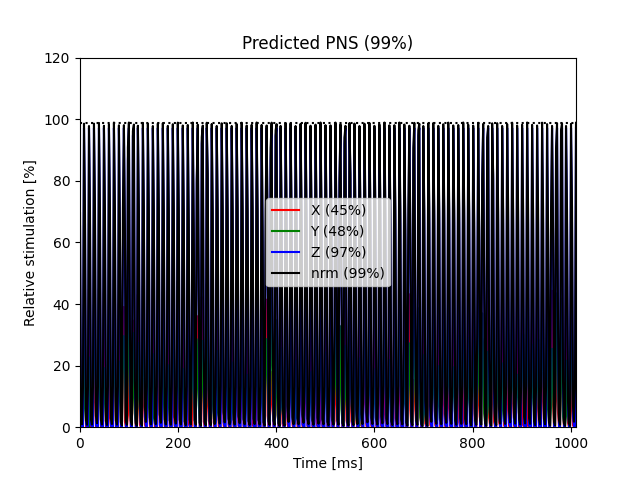 Predicted PNS (99%)
120
100
80
60
40
20
0
Relative stimulation [%]
X (45%)
Y (48%)
Z (97%)
nrm (99%)
0 200 400 600 800 1000
Time [ms]